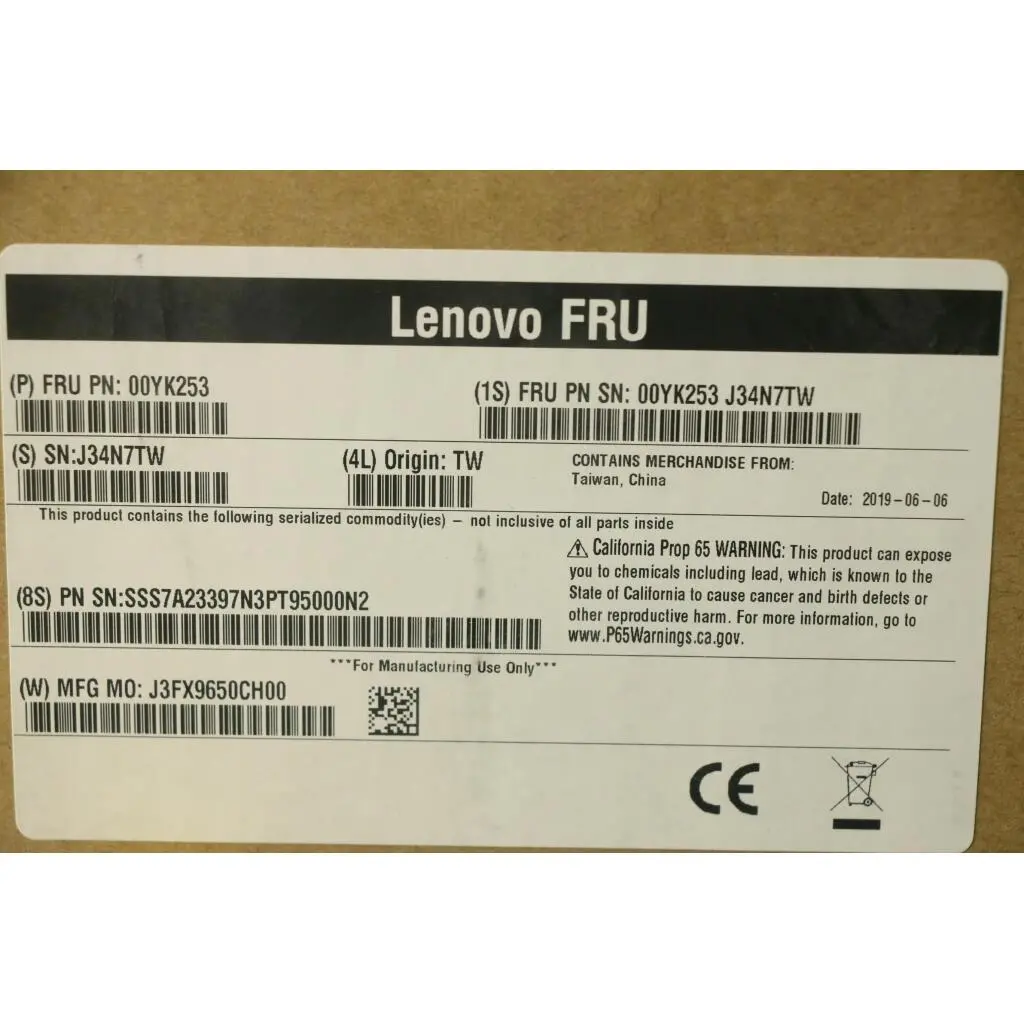 Lenovo FRU
(P) FRU PN: 00YK253
(1S) FRU PN SN: 00YK253 J34N7TW
(S) SN:J34N7TW
(4L) Origin: TW
CONTAINS MERCHANDISE FROM:
Taiwan, China
Date: 2019-06-06
This product contains the following serialized commodity(ies) – not inclusive of all parts inside
⚠ California Prop 65 WARNING: This product can expose
you to chemicals including lead, which is known to the
State of California to cause cancer and birth defects or
other reproductive harm. For more information, go to
www.P65Warnings.ca.gov.
(8S) PN SN:SSS7A23397N3PT95000N2
***For Manufacturing Use Only***
(W) MFG MO: J3FX9650CH00
CE